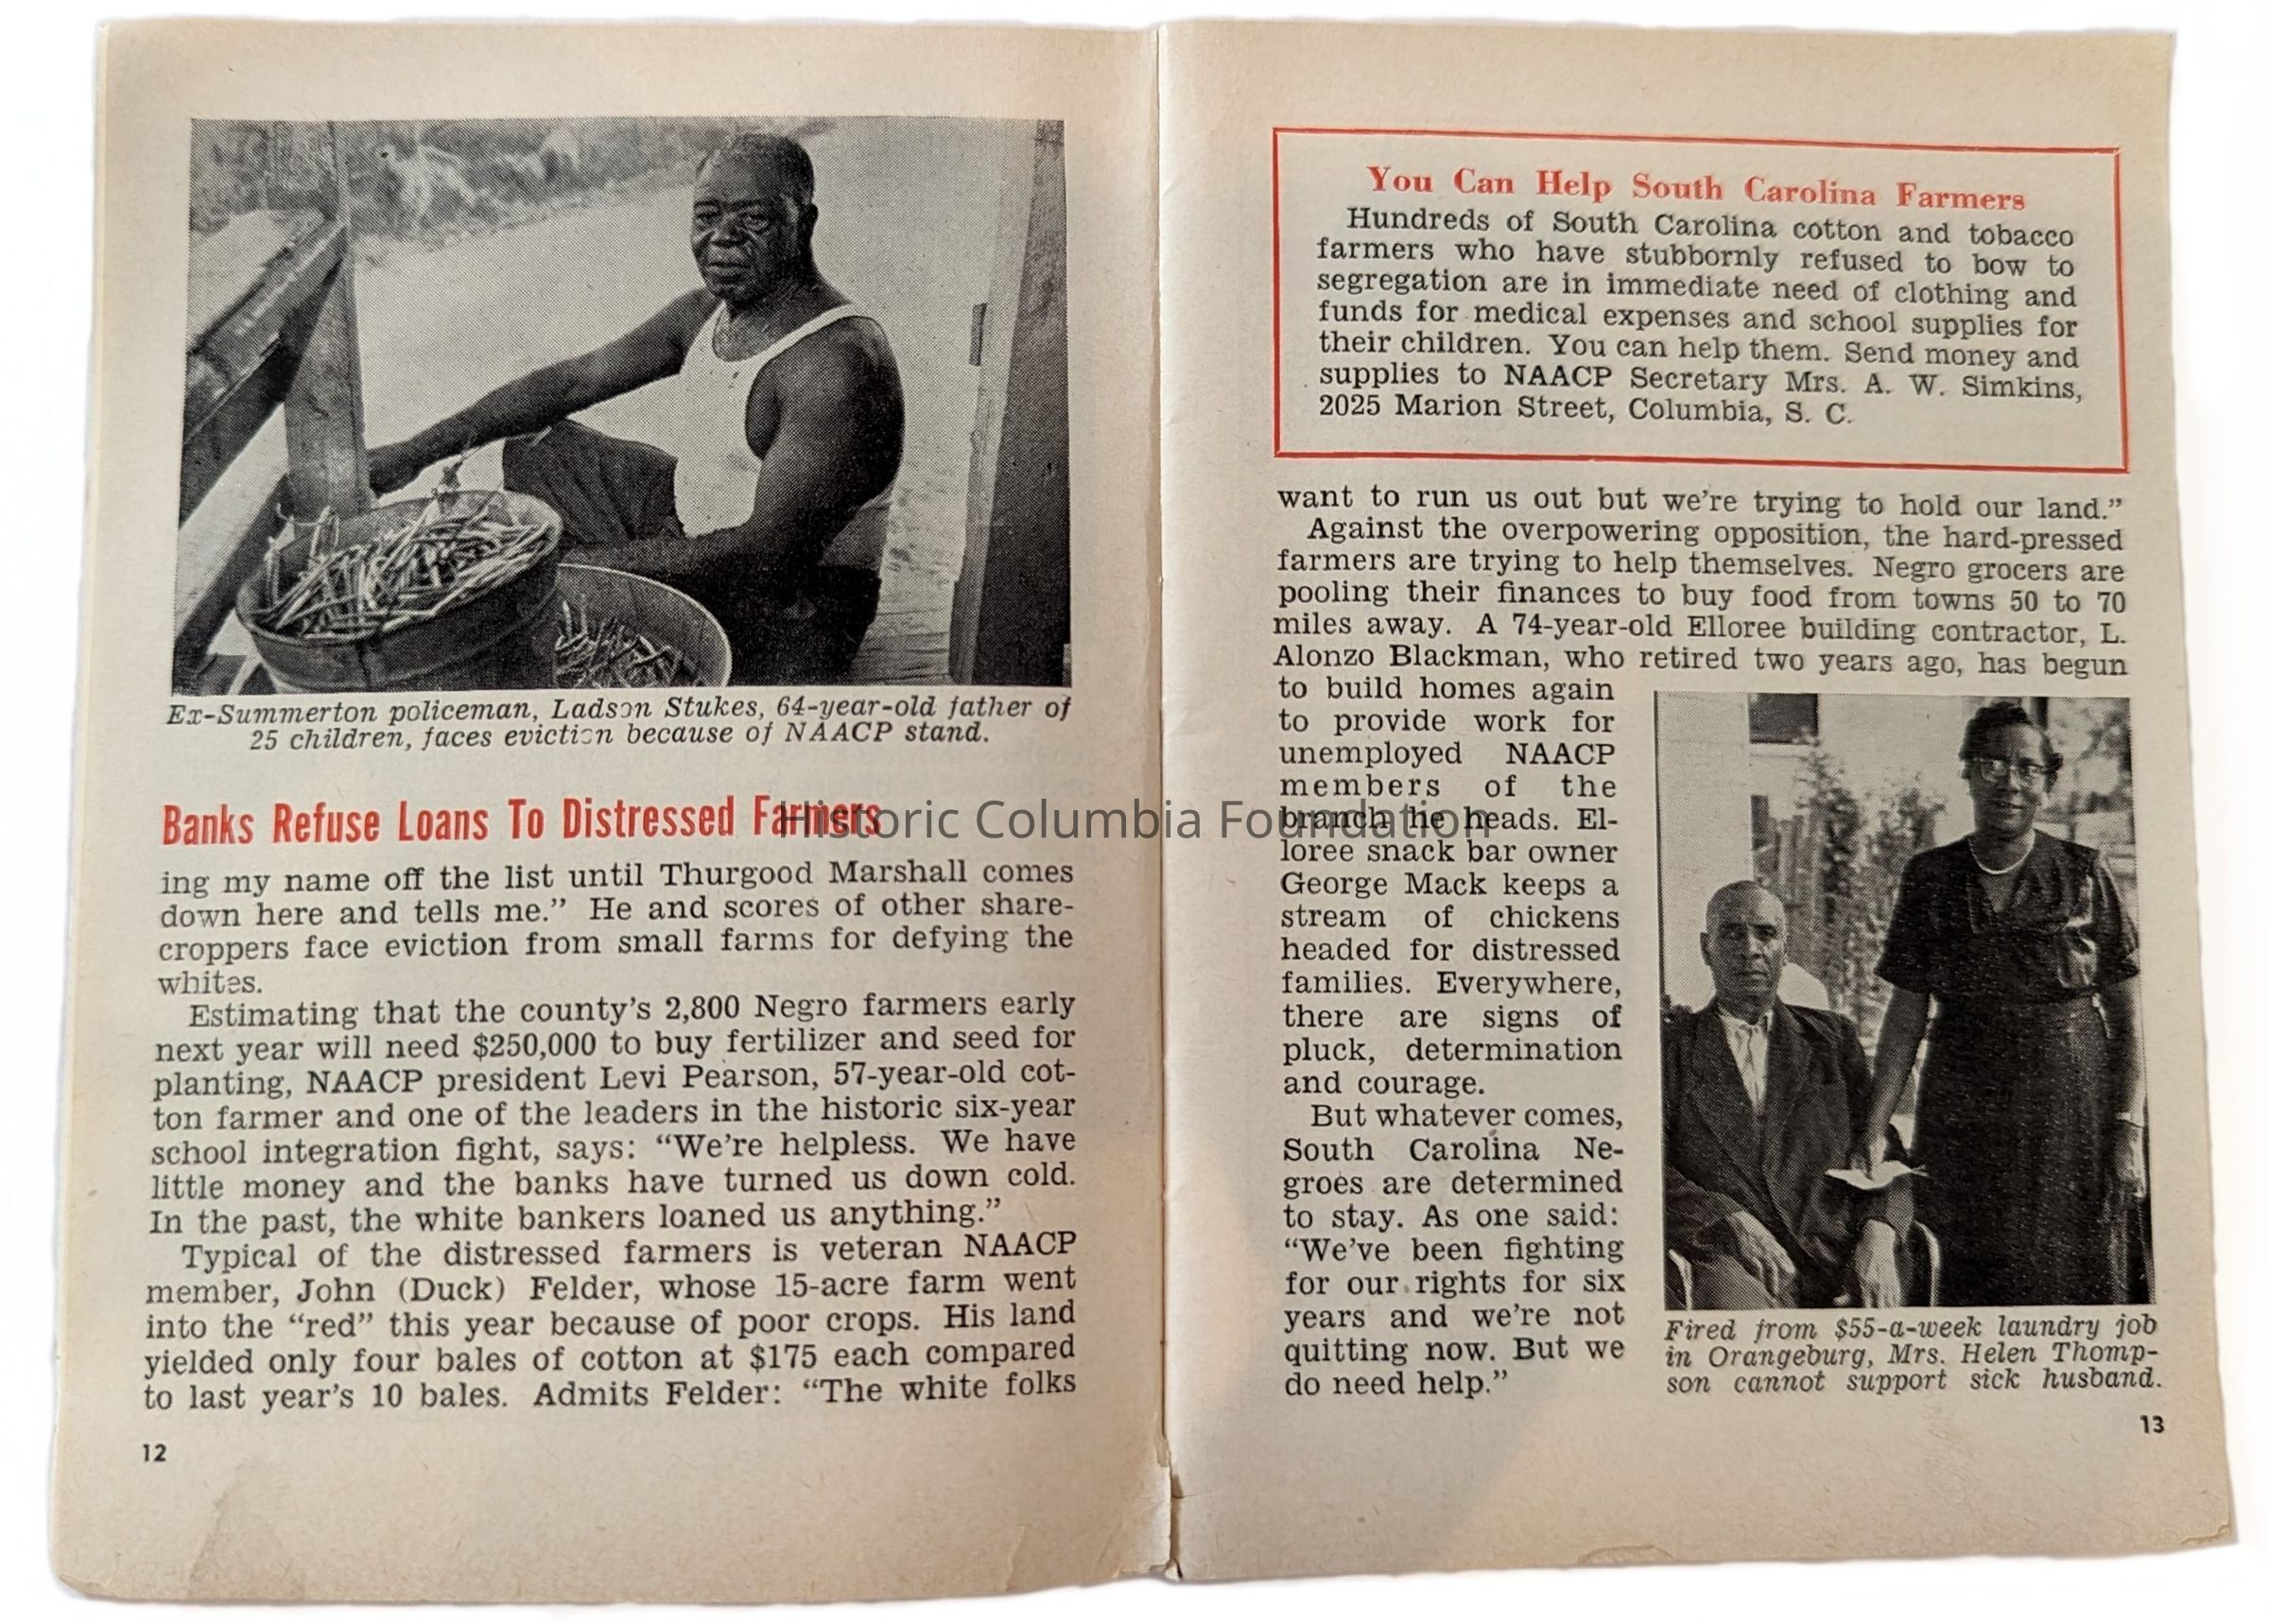 Ex-Summerton policeman, Ladson Stukes, 64-year-old father of
25 children, faces eviction because of NAACP stand.
Banks Refuse Loans To Distressed Farmers
ing my name off the list until Thurgood Marshall comes
down here and tells me." He and scores of other share-
croppers face eviction from small farms for defying the
whites.
Estimating that the county's 2,800 Negro farmers early
next year will need $250,000 to buy fertilizer and seed for
planting, NAACP president Levi Pearson, 57-year-old cot-
ton farmer and one of the leaders in the historic six-year
school integration fight, says: "We're helpless. We have
little money and the banks have turned us down cold.
In the past, the white bankers loaned us anything."
Typical of the distressed farmers is veteran NAACP
member, John (Duck) Felder, whose 15-acre farm went
into the "red" this year because of poor crops. His land
yielded only four bales of cotton at $175 each compared
to last year's 10 bales. Admits Felder: "The white folks
12
You Can Help South Carolina Farmers
Hundreds of South Carolina cotton and tobacco
farmers who have stubbornly refused to bow to
segregation are in immediate need of clothing and
funds for medical expenses and school supplies for
their children. You can help them. Send money and
supplies to NAACP Secretary Mrs. A. W. Simkins,
2025 Marion Street, Columbia, S. C.
want to run us out but we're trying to hold our land."
Against the overpowering opposition, the hard-pressed
farmers are trying to help themselves. Negro grocers are
pooling their finances to buy food from towns 50 to 70
miles away. A 74-year-old Elloree building contractor, L.
Alonzo Blackman, who retired two years ago, has begun
to build homes again
to provide work for
unemployed NAACP
members of the
branch he heads. El-
loree snack bar owner
George Mack keeps a
stream of chickens
headed for distressed
families. Everywhere,
there are signs of
pluck, determination
and courage.
But whatever comes,
South Carolina Ne-
groes are determined
to stay. As one said:
"We've been fighting
for our rights for six
years and we're not
quitting now. But we
do need help."
Fired from $55-a-week laundry job
in Orangeburg, Mrs. Helen Thomp-
son cannot support sick husband.
13
Historic Columbia Foundation